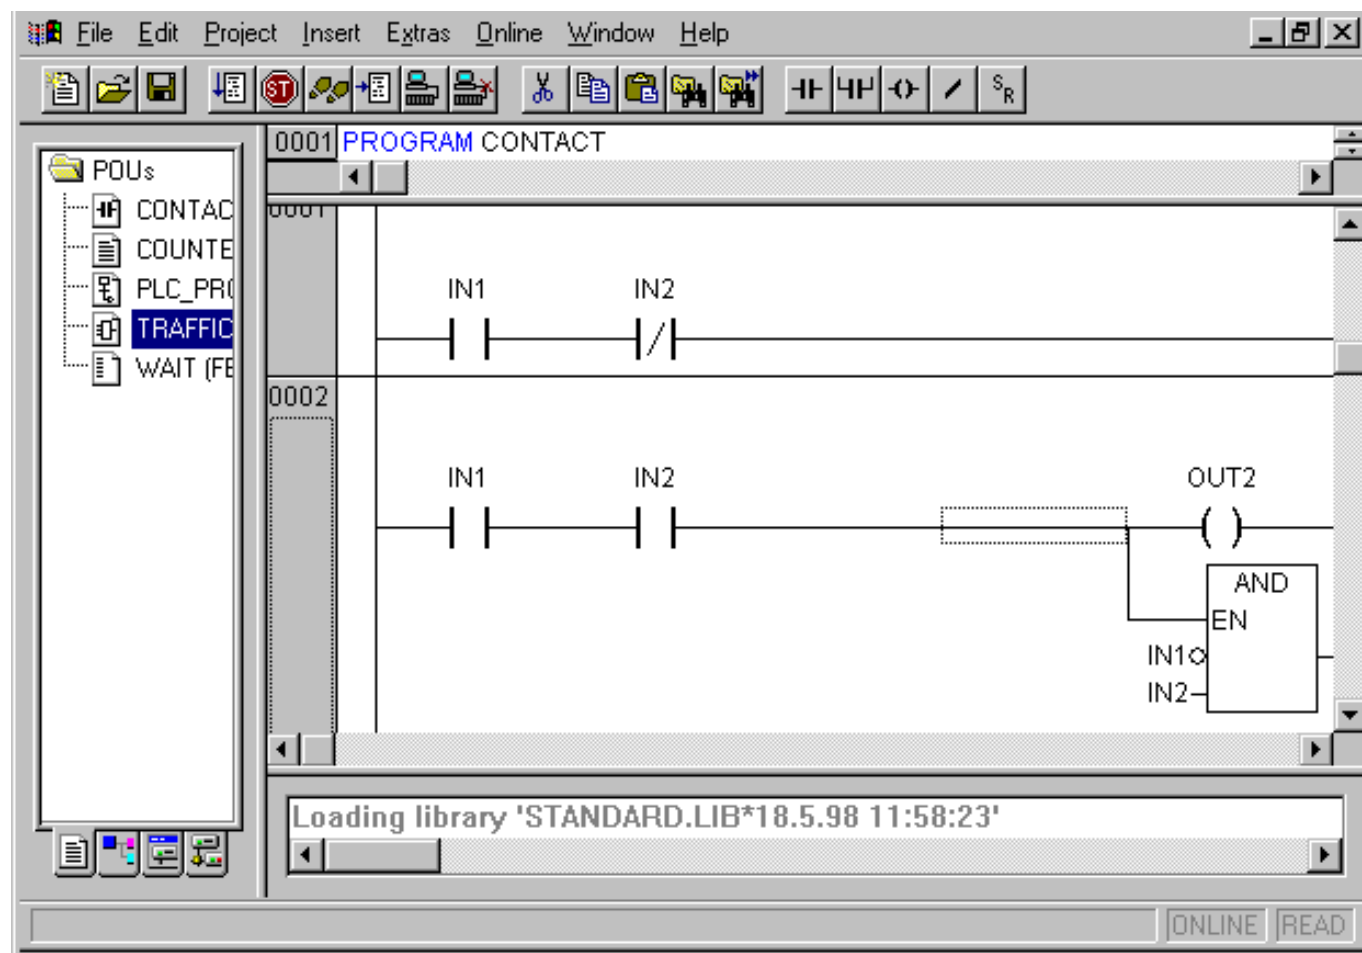 File Edit Project Insert Extras Online Window Help
ST
S
R
POUs
CONTAC
COUNTE
PLC_PR
TRAFFIC
WAIT (FB
0001 PROGRAM CONTACT
0001
IN1 IN2
0002
IN1 IN2 OUT2
AND
EN
IN1
IN2
Loading library 'STANDARD.LIB*18.5.98 11:58:23'
ONLINE READ